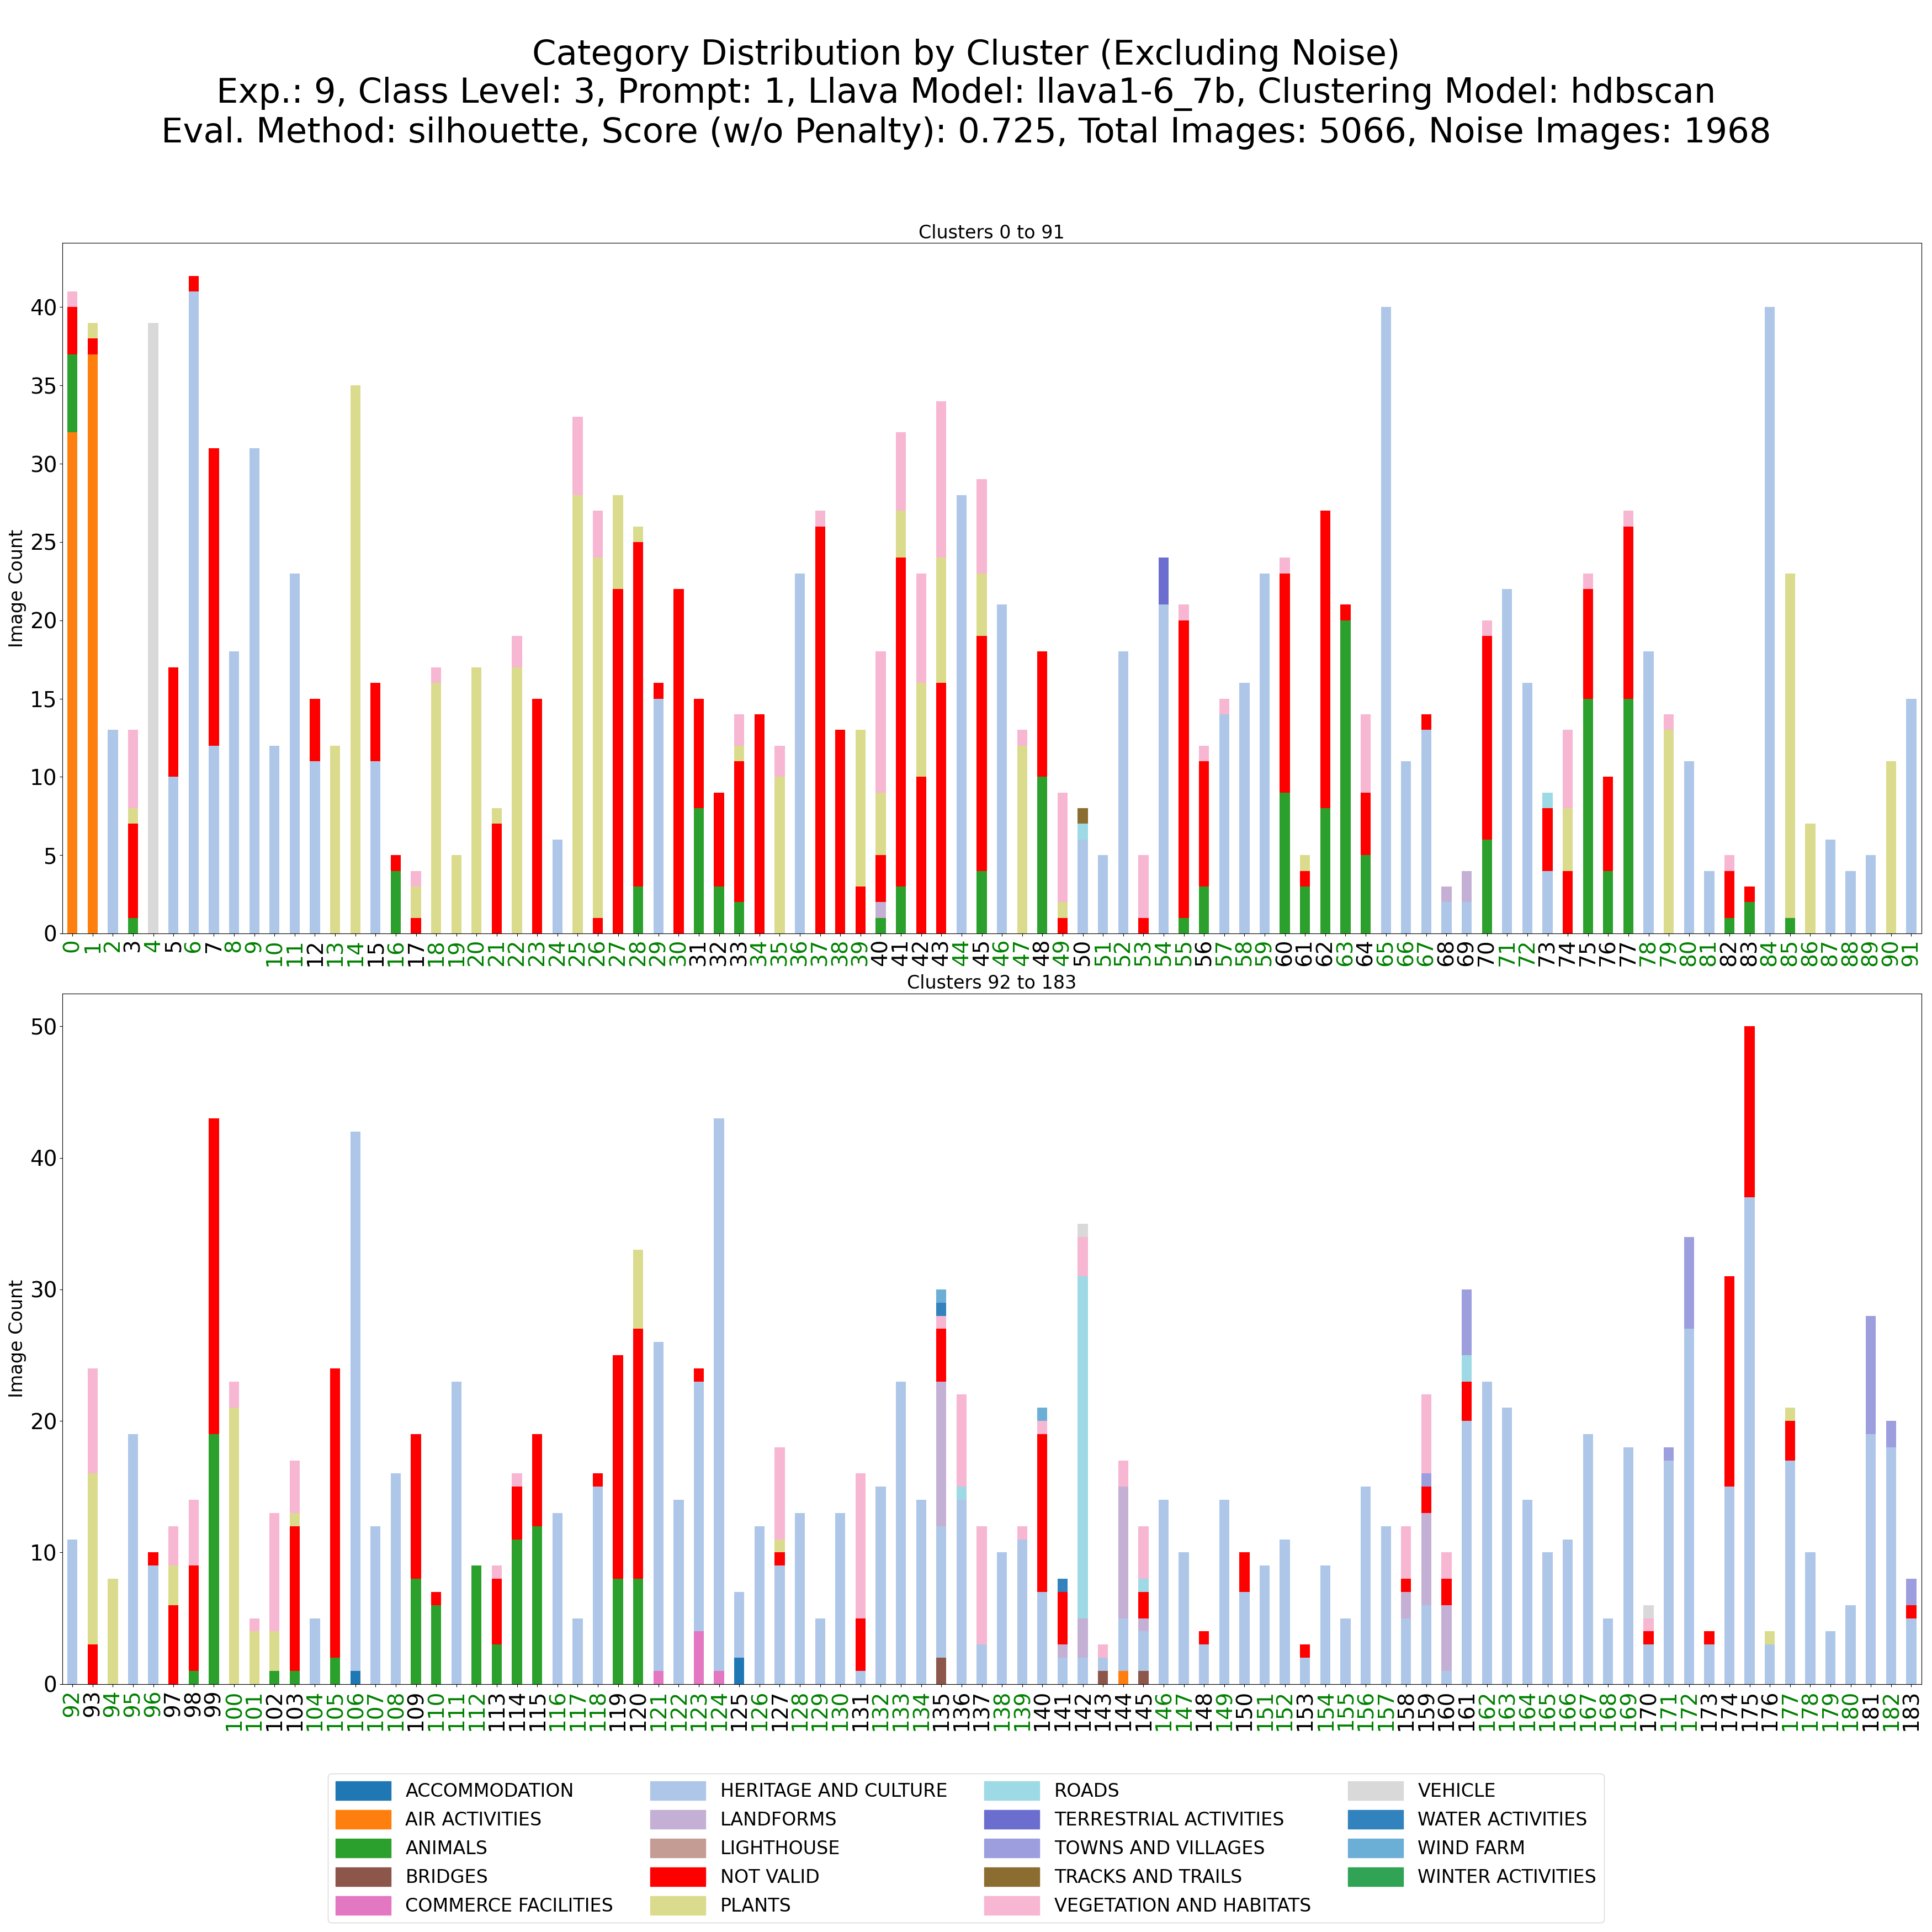 Category Distribution by Cluster (Excluding Noise)
Exp.: 9, Class Level: 3, Prompt: 1, Llava Model: llava1-6_7b, Clustering Model: hdbscan
Eval. Method: silhouette, Score (w/o Penalty): 0.725, Total Images: 5066, Noise Images: 1968
Clusters 0 to 91
Image Count
40
35
30
25
20
15
10
5
0
0 1 2 3 4 5 6 7 8 9 10 11 12 13 14 15 16 17 18 19 20 21 22 23 24 25 26 27 28 29 30 31 32 33 34 35 36 37 38 39 40 41 42 43 44 45 46 47 48 49 50 51 52 53 54 55 56 57 58 59 60 61 62 63 64 65 66 67 68 69 70 71 72 73 74 75 76 77 78 79 80 81 82 83 84 85 86 87 88 89 90 91
Clusters 92 to 183
Image Count
50
40
30
20
10
0
92 93 94 95 96 97 98 99 100 101 102 103 104 105 106 107 108 109 110 111 112 113 114 115 116 117 118 119 120 121 122 123 124 125 126 127 128 129 130 131 132 133 134 135 136 137 138 139 140 141 142 143 144 145 146 147 148 149 150 151 152 153 154 155 156 157 158 159 160 161 162 163 164 165 166 167 168 169 170 171 172 173 174 175 176 177 178 179 180 181 182 183
ACCOMMODATION
AIR ACTIVITIES
ANIMALS
BRIDGES
COMMERCE FACILITIES
HERITAGE AND CULTURE
LANDFORMS
LIGHTHOUSE
NOT VALID
PLANTS
ROADS
TERRESTRIAL ACTIVITIES
TOWNS AND VILLAGES
TRACKS AND TRAILS
VEGETATION AND HABITATS
VEHICLE
WATER ACTIVITIES
WIND FARM
WINTER ACTIVITIES